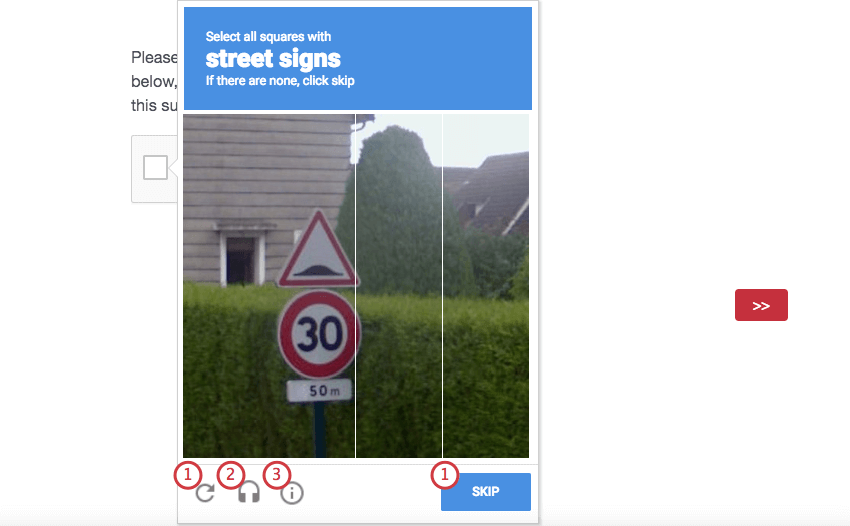 Select all squares with
street signs
If there are none, click skip
Please
below,
this su
30
50m
>>
1
2
3
1
SKIP